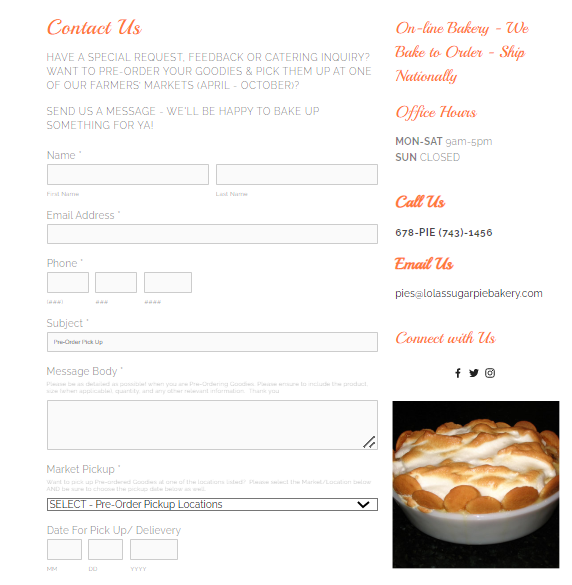 Contact Us
HAVE A SPECIAL REQUEST, FEEDBACK OR CATERING INQUIRY?
WANT TO PRE-ORDER YOUR GOODIES & PICK THEM UP AT ONE
OF OUR FARMERS' MARKETS (APRIL - OCTOBER)?
SEND US A MESSAGE - WE'LL BE HAPPY TO BAKE UP
SOMETHING FOR YA!
Name *
First Name
Last Name
Email Address *
Phone *
(###)
###
####
Subject *
Pre-Order Pick Up
Message Body *
Please be as detailed as possible! when you are Pre-Ordering Goodies. Please ensure to include the product,
size (when applicable), quantity, and any other relevant information. Thank you
Market Pickup *
Want to pick up Pre-ordered Goodies at one of the locations listed? Please select the Market/Location below
AND be sure to choose the pickup date below as well.
SELECT - Pre-Order Pickup Locations
Date For Pick Up/ Delievery
MM
DD
YYYY
On-line Bakery - We
Bake to Order - Ship
Nationally
Office Hours
MON-SAT 9am-5pm
SUN CLOSED
Call Us
678-PIE (743)-1456
Email Us
pies@lolassugarpiebakery.com
Connect with Us